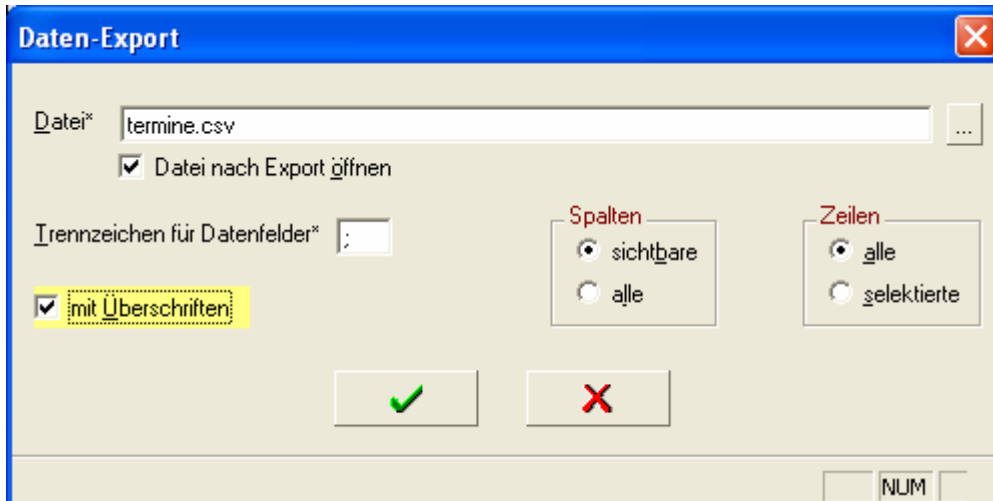 Daten-Export
Datei* termine.csv ...
Datei nach Export öffnen
Trennzeichen für Datenfelder* ;
Spalten
sichtbare
alle
Zeilen
alle
selektierte
mit Überschriften
NUM